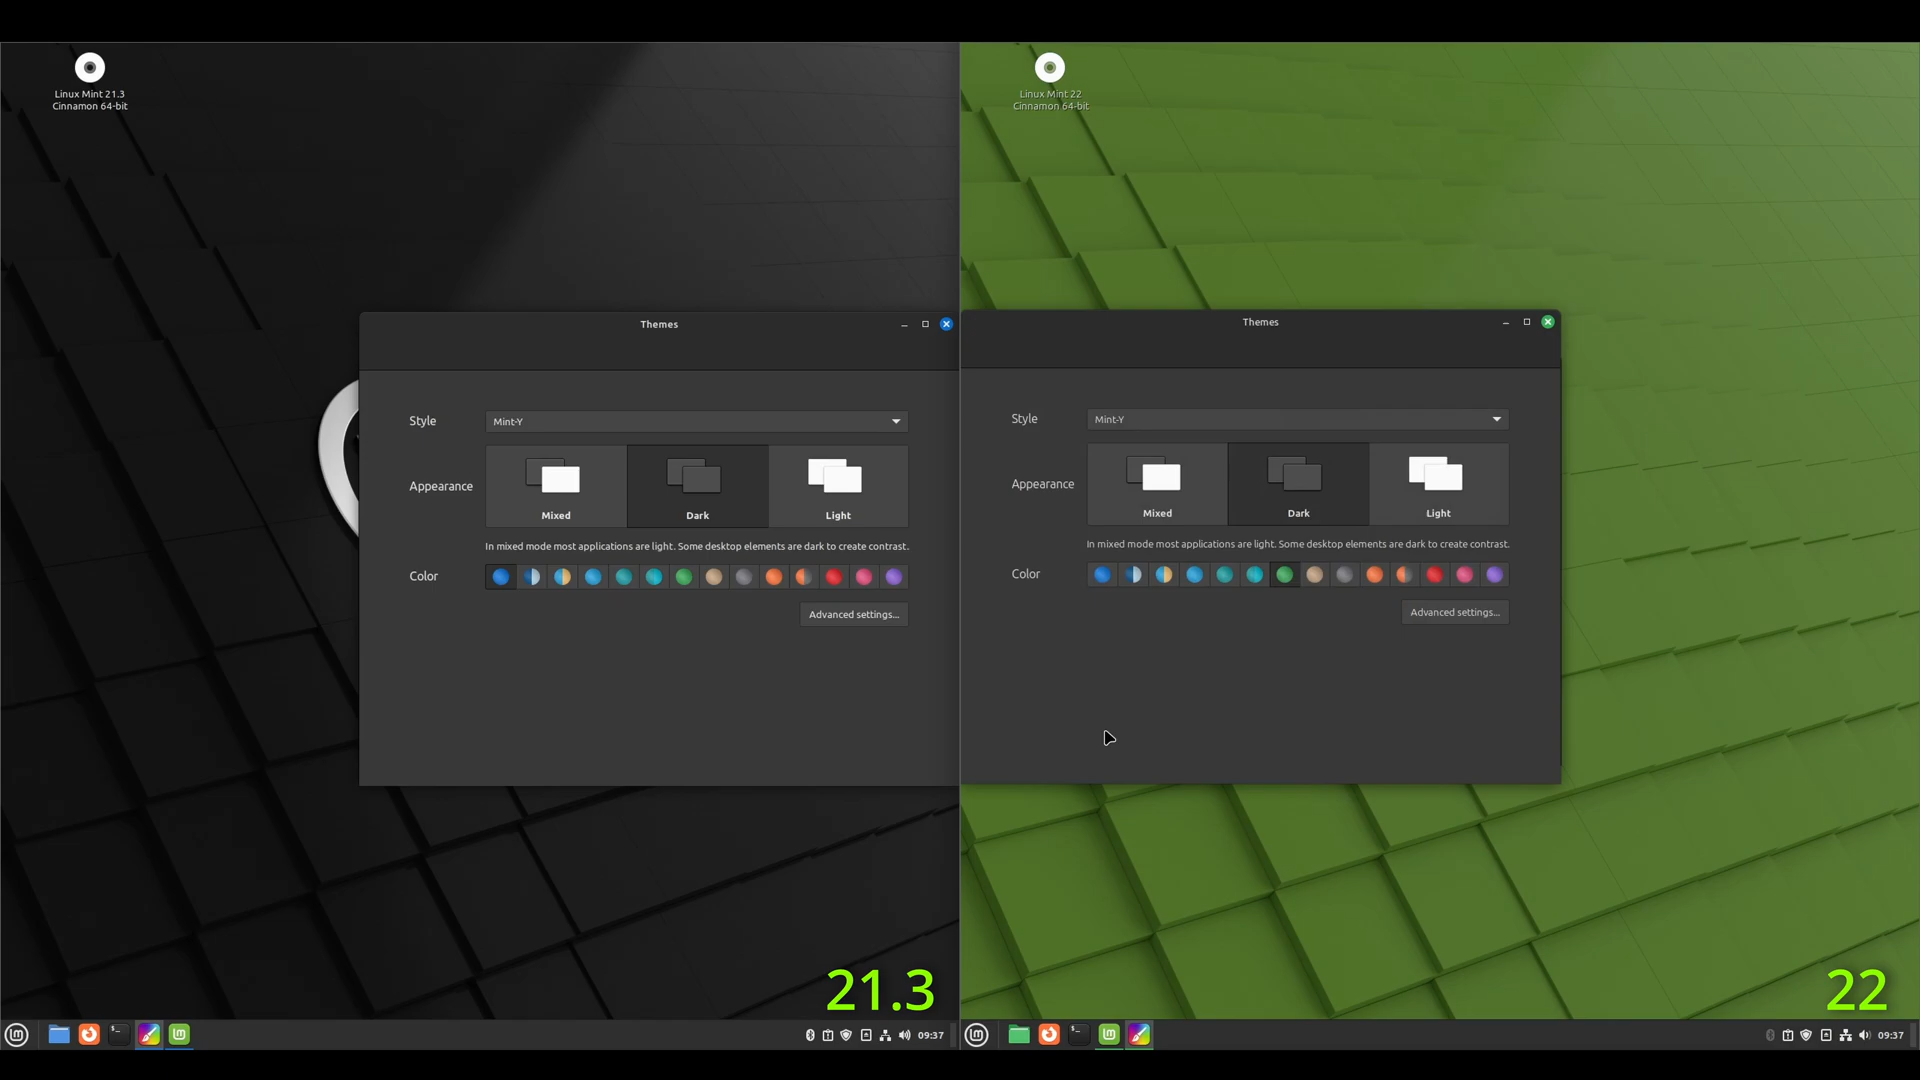 Linux Mint 21.3
Cinnamon 64-bit
Themes
Style
Mint-Y
Appearance
Mixed
Dark
Light
In mixed mode most applications are light. Some desktop elements are dark to create contrast.
Color
Advanced settings...
21.3
09:37
Linux Mint 22
Cinnamon 64-bit
Themes
Style
Mint-Y
Appearance
Mixed
Dark
Light
In mixed mode most applications are light. Some desktop elements are dark to create contrast.
Color
Advanced settings...
22
09:37